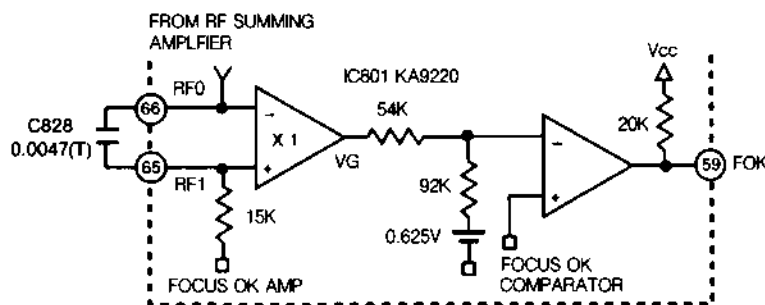 FROM RF SUMMING
AMPLFIER
IC801 KA9220
Vcc
66
RF0
-
54K
20K
C828
0.0047(T)
X 1
VG
-
59
FOK
65
RF1
+
92K
+
15K
0.625V
FOCUS OK AMP
FOCUS OK
COMPARATOR